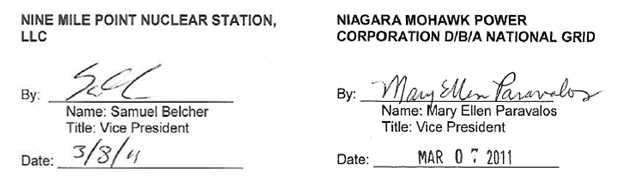 NINE MILE POINT NUCLEAR STATION,
LLC
By:
Name: Samuel Belcher
Title: Vice President
Date: 3/8/11
NIAGARA MOHAWK POWER
CORPORATION D/B/A NATIONAL GRID
By: Mary Ellen Paravalos
Name: Mary Ellen Paravalos
Title: Vice President
Date: MAR 07 2011